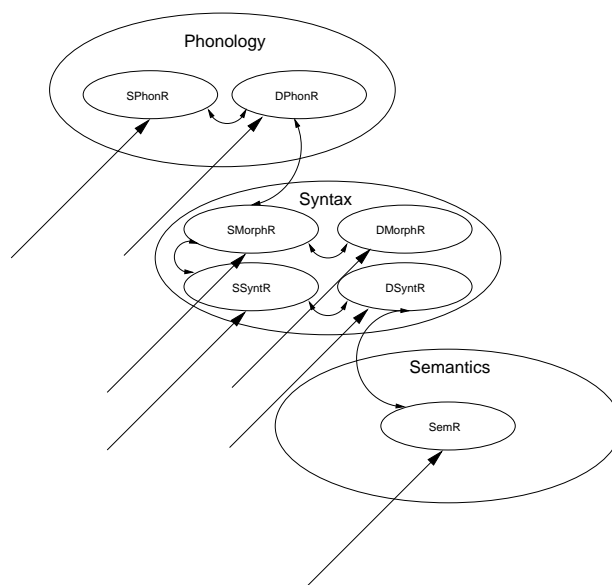 Phonology
SPhonR DPhonR
Syntax
SMorphR DMorphR
SSyntR DSyntR
Semantics
SemR